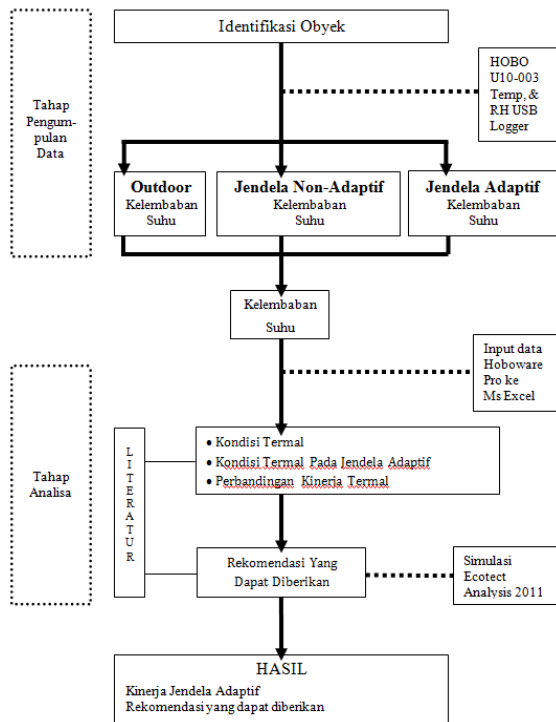 Identifikasi Obyek
HOBO
U10-003
Temp, &
RH USB
Logger
Tahap
Pengum-
pulan
Data
Outdoor
Kelembaban
Suhu
Jendela Non-Adaptif
Kelembaban
Suhu
Jendela Adaptif
Kelembaban
Suhu
Kelembaban
Suhu
Input data
Hoboware
Pro ke
Ms Excel
Tahap
Analisa
L
I
T
E
R
A
T
U
R
• Kondisi Termal
• Kondisi Termal Pada Jendela Adaptif
• Perbandingan Kinerja Termal
Rekomendasi Yang
Dapat Diberikan
Simulasi
Ecotect
Analysis 2011
HASIL
Kinerja Jendela Adaptif
Rekomendasi yang dapat diberikan